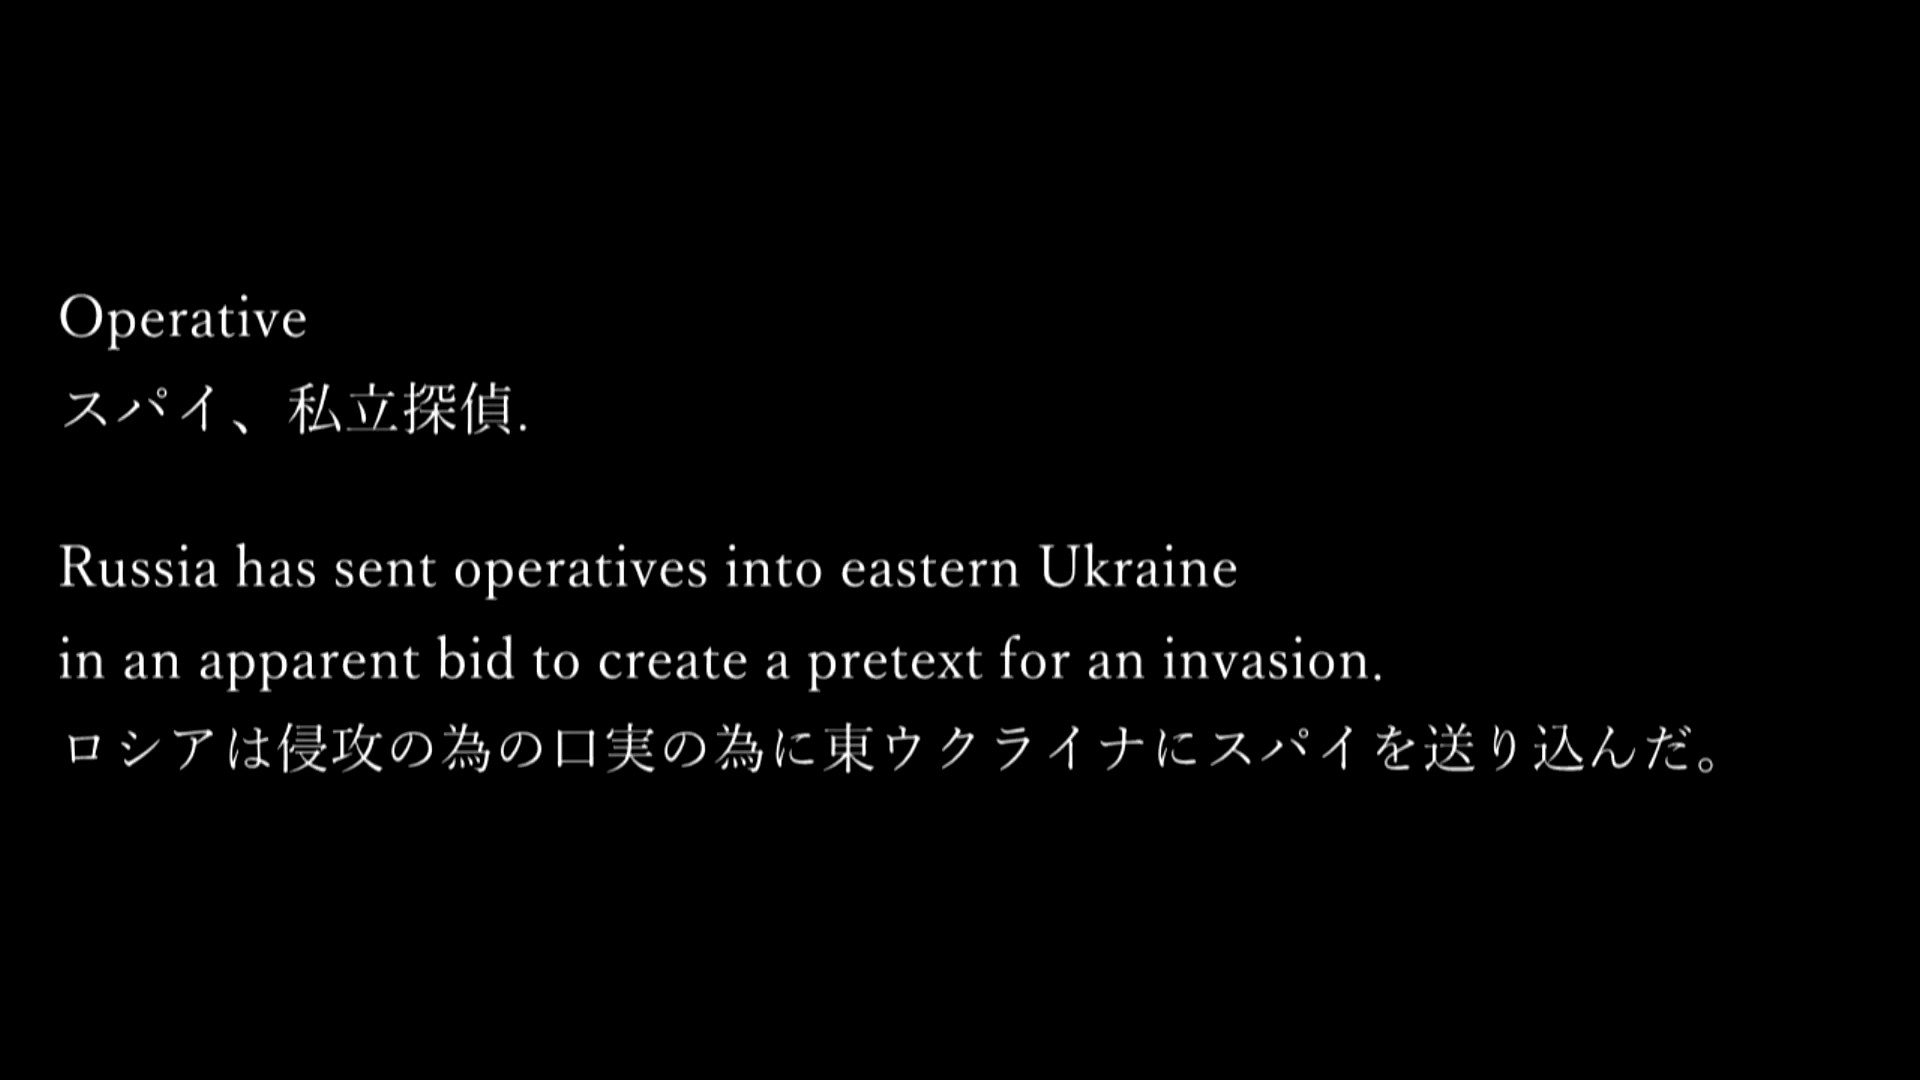 Operative
スパイ、私立探偵.
Russia has sent operatives into eastern Ukraine
in an apparent bid to create a pretext for an invasion.
ロシアは侵攻の為の口実の為に東ウクライナにスパイを送り込んだ。